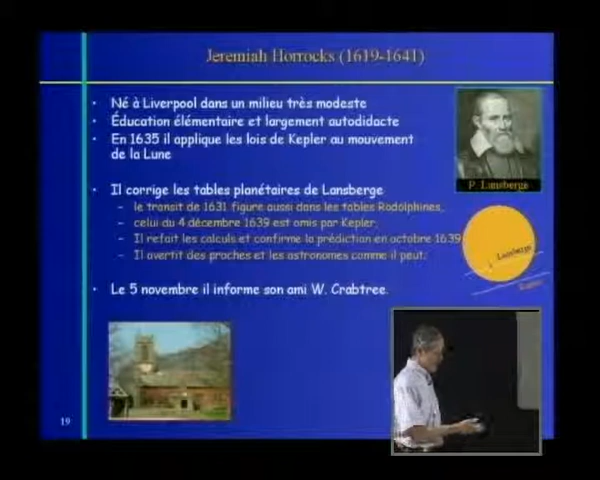 Jeremiah Horrocks (1619-1641)
• Né à Liverpool dans un milieu très modeste
• Éducation élémentaire et largement autodidacte
• En 1635 il applique les lois de Kepler au mouvement
de la Lune
P. Lansberge
• Il corrige les tables planétaires de Lansberge
– le transit de 1631 figure aussi dans les tables Rodolphines,
– celui du 4 décembre 1639 est omis par Kepler,
– Il refait les calculs et confirme la prédiction en octobre 1639
– Il avertit des proches et les astronomes comme il peut.
Lansberge
• Le 5 novembre il informe son ami W. Crabtree.
19